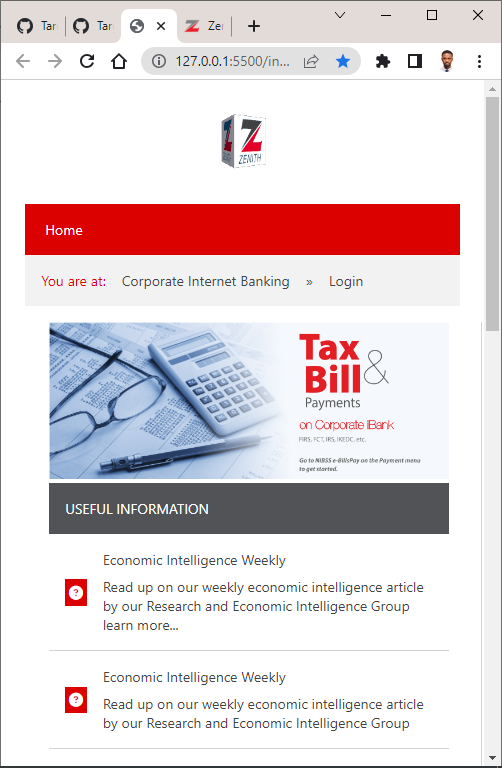 Tar
Tar
Ze
127.0.0.1:5500/in...
Z
ZENITH
Home
You are at: Corporate Internet Banking » Login
Tax &
Bill
Payments
on Corporate iBank
FIRS, FCT, IRS, IKEDC. etc.
Go to NIBSS e-BillsPay on the Payment menu
to get started.
USEFUL INFORMATION
Economic Intelligence Weekly
Read up on our weekly economic intelligence article
by our Research and Economic Intelligence Group
learn more...
Economic Intelligence Weekly
Read up on our weekly economic intelligence article
by our Research and Economic Intelligence Group